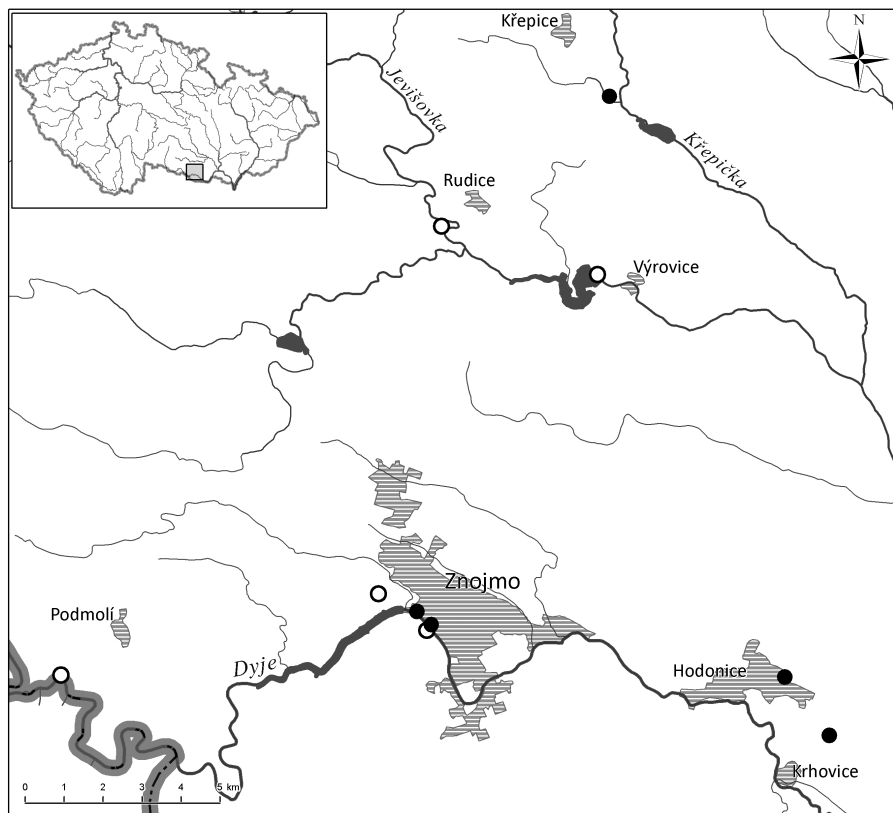 Křepice
N
Jevišovka
Křepička
Rudice
Výrovice
Znojmo
Podmolí
Dyje
Hodonice
Krhovice
0 1 2 3 4 5 km